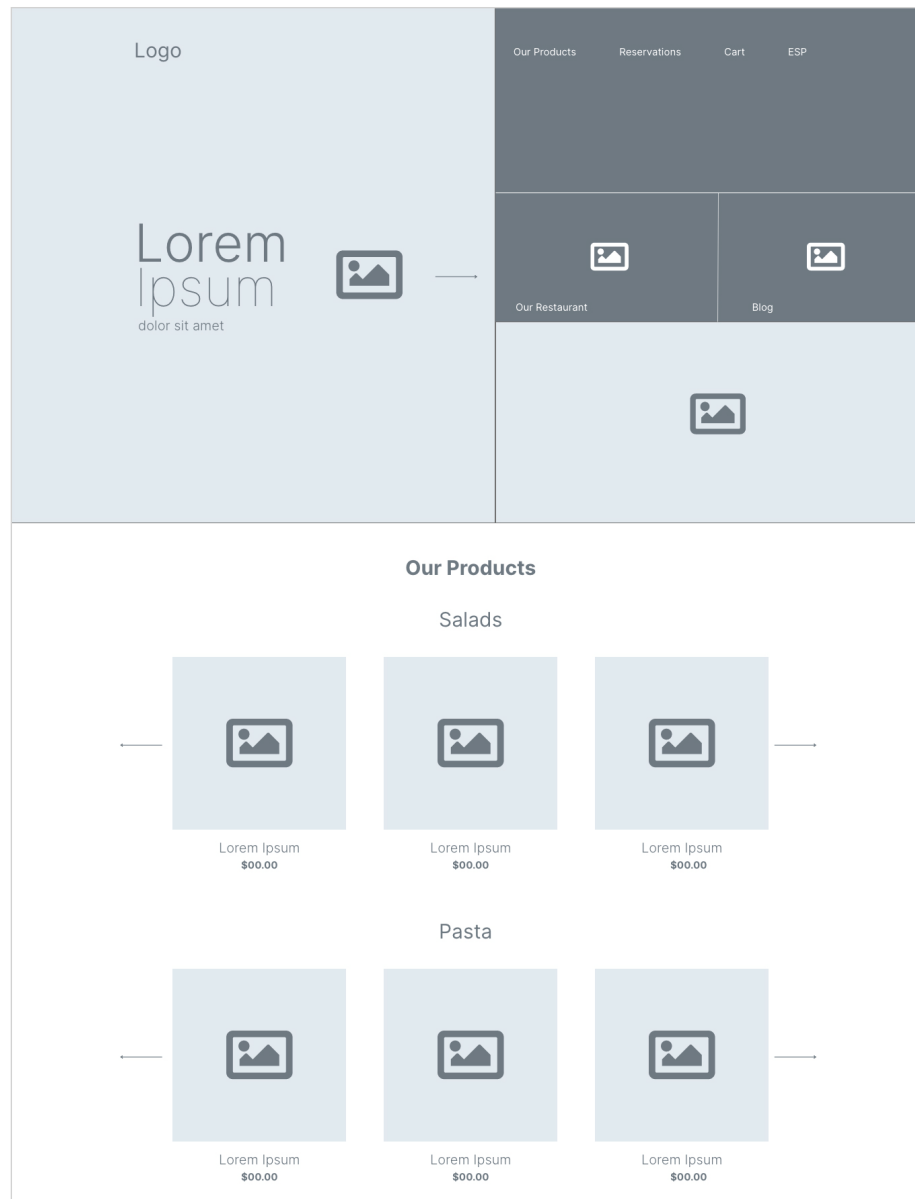 Logo
Our Products Reservations Cart ESP
Lorem
Ipsum
dolor sit amet
Our Restaurant Blog
Our Products
Salads
Lorem Ipsum Lorem Ipsum Lorem Ipsum
$00.00 $00.00 $00.00
Pasta
Lorem Ipsum Lorem Ipsum Lorem Ipsum
$00.00 $00.00 $00.00